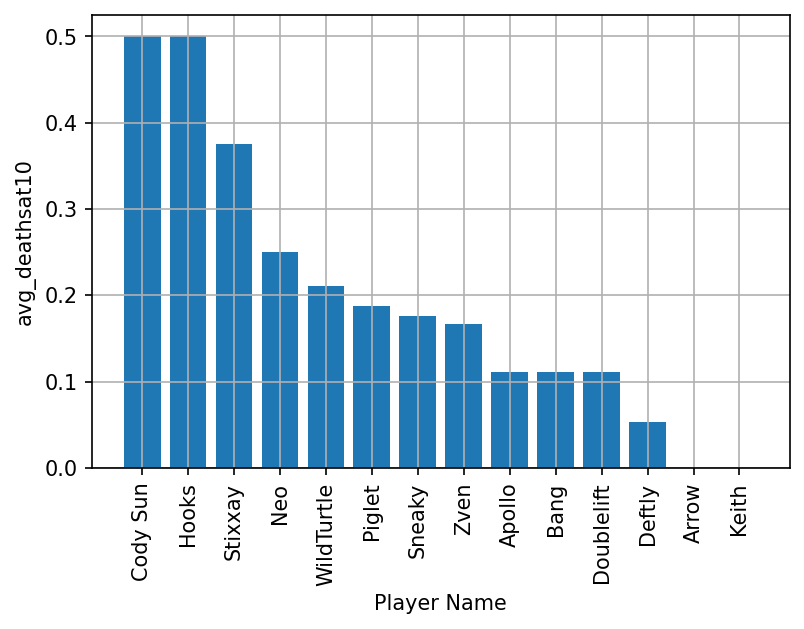 0.5
0.4
0.3
0.2
0.1
0.0
avg_deathsat10
Cody Sun
Hooks
Stixxay
Neo
WildTurtle
Piglet
Sneaky
Zven
Apollo
Bang
Doublelift
Deftly
Arrow
Keith
Player Name